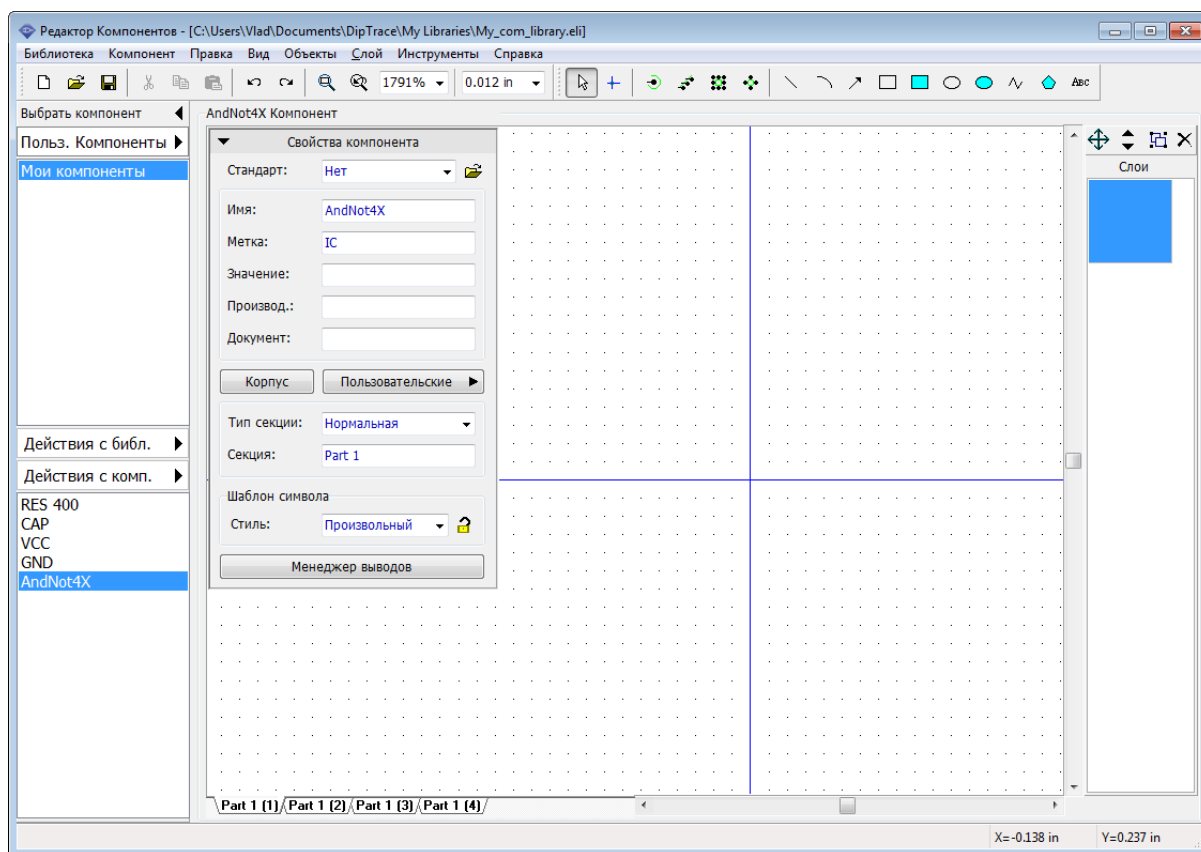 Редактор Компонентов - [C:\Users\Vlad\Documents\DipTrace\My Libraries\My_com_library.eli]
Библиотека Компонент Правка Вид Объекты Слой Инструменты Справка
1791% 0.012 in ABC
Выбрать компонент
AndNot4X Компонент
Польз. Компоненты
Мои компоненты
Свойства компонента
Стандарт: Нет
Имя: AndNot4X
Метка: IC
Значение:
Производ.:
Документ:
Корпус Пользовательские
Тип секции: Нормальная
Секция: Part 1
Шаблон символа
Стиль: Произвольный
Менеджер выводов
Слои
Действия с библ.
Действия с комп.
RES 400
CAP
VCC
GND
AndNot4X
Part 1 (1) Part 1 (2) Part 1 (3) Part 1 (4)
X=-0.138 in Y=0.237 in